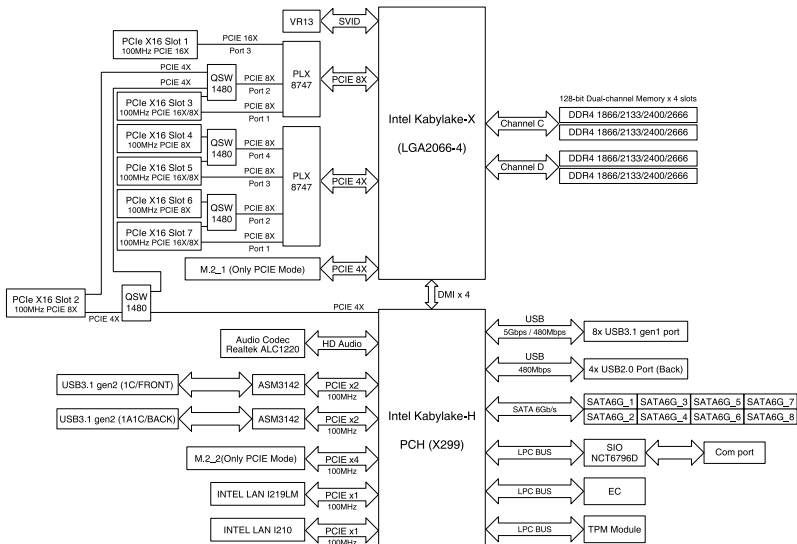 VR13
SVID
PCIe X16 Slot 1
100MHz PCIE 16X
PCIE 16X
Port 3
PCIE 4X
PCIE 4X
QSW
1480
PCIE 8X
Port 2
PLX
8747
PCIE 8X
PCIe X16 Slot 3
100MHz PCIE 16X/8X
PCIE 8X
Port 1
PCIe X16 Slot 4
100MHz PCIE 8X
QSW
1480
PCIE 8X
Port 4
PCIe X16 Slot 5
100MHz PCIE 16X/8X
PCIE 8X
Port 3
PLX
8747
PCIE 4X
PCIe X16 Slot 6
100MHz PCIE 8X
QSW
1480
PCIE 8X
Port 2
PCIe X16 Slot 7
100MHz PCIE 16X/8X
PCIE 8X
Port 1
M.2_1 (Only PCIE Mode)
PCIE 4X
Intel Kabylake-X
(LGA2066-4)
128-bit Dual-channel Memory x 4 slots
Channel C
DDR4 1866/2133/2400/2666
DDR4 1866/2133/2400/2666
Channel D
DDR4 1866/2133/2400/2666
DDR4 1866/2133/2400/2666
DMI x 4
PCIe X16 Slot 2
100MHz PCIE 8X
PCIE 4X
QSW
1480
PCIE 4X
Audio Codec
Realtek ALC1220
HD Audio
USB3.1 gen2 (1C/FRONT)
ASM3142
PCIE x2
100MHz
USB3.1 gen2 (1A1C/BACK)
ASM3142
PCIE x2
100MHz
M.2_2(Only PCIE Mode)
PCIE x4
100MHz
INTEL LAN I219LM
PCIE x1
100MHz
INTEL LAN I210
PCIE x1
100MHz
Intel Kabylake-H
PCH (X299)
USB
5Gbps / 480Mbps
8x USB3.1 gen1 port
USB
480Mbps
4x USB2.0 Port (Back)
SATA 6Gb/s
SATA6G_1 SATA6G_3 SATA6G_5 SATA6G_7
SATA6G_2 SATA6G_4 SATA6G_6 SATA6G_8
LPC BUS
SIO
NCT6796D
Com port
LPC BUS
EC
LPC BUS
TPM Module